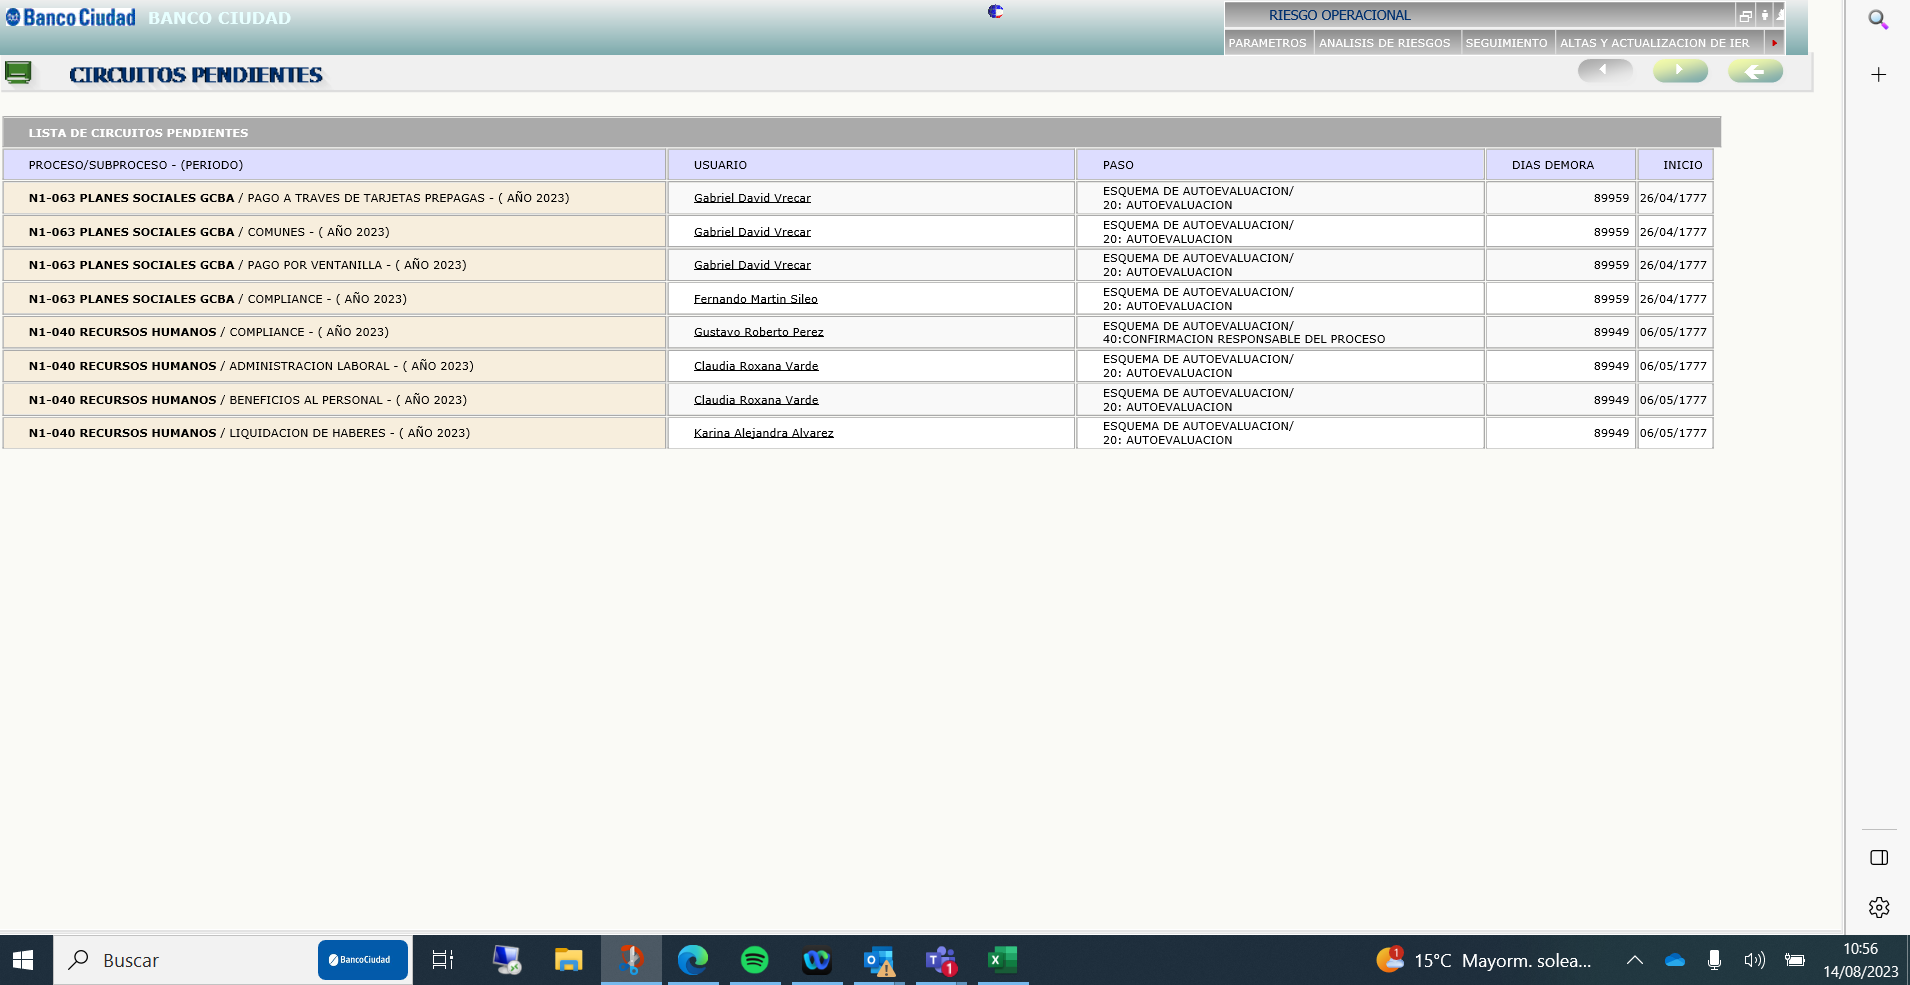 Banco Ciudad BANCO CIUDAD
RIESGO OPERACIONAL
PARAMETROS ANALISIS DE RIESGOS SEGUIMIENTO ALTAS Y ACTUALIZACION DE IER
CIRCUITOS PENDIENTES
LISTA DE CIRCUITOS PENDIENTES
PROCESO/SUBPROCESO - (PERIODO) USUARIO PASO DIAS DEMORA INICIO
N1-063 PLANES SOCIALES GCBA / PAGO A TRAVES DE TARJETAS PREPAGAS - ( AÑO 2023) Gabriel David Vrecar ESQUEMA DE AUTOEVALUACION/
20: AUTOEVALUACION 89959 26/04/1777
N1-063 PLANES SOCIALES GCBA / COMUNES - ( AÑO 2023) Gabriel David Vrecar ESQUEMA DE AUTOEVALUACION/
20: AUTOEVALUACION 89959 26/04/1777
N1-063 PLANES SOCIALES GCBA / PAGO POR VENTANILLA - ( AÑO 2023) Gabriel David Vrecar ESQUEMA DE AUTOEVALUACION/
20: AUTOEVALUACION 89959 26/04/1777
N1-063 PLANES SOCIALES GCBA / COMPLIANCE - ( AÑO 2023) Fernando Martin Sileo ESQUEMA DE AUTOEVALUACION/
20: AUTOEVALUACION 89959 26/04/1777
N1-040 RECURSOS HUMANOS / COMPLIANCE - ( AÑO 2023) Gustavo Roberto Perez ESQUEMA DE AUTOEVALUACION/
40:CONFIRMACION RESPONSABLE DEL PROCESO 89949 06/05/1777
N1-040 RECURSOS HUMANOS / ADMINISTRACION LABORAL - ( AÑO 2023) Claudia Roxana Varde ESQUEMA DE AUTOEVALUACION/
20: AUTOEVALUACION 89949 06/05/1777
N1-040 RECURSOS HUMANOS / BENEFICIOS AL PERSONAL - ( AÑO 2023) Claudia Roxana Varde ESQUEMA DE AUTOEVALUACION/
20: AUTOEVALUACION 89949 06/05/1777
N1-040 RECURSOS HUMANOS / LIQUIDACION DE HABERES - ( AÑO 2023) Karina Alejandra Alvarez ESQUEMA DE AUTOEVALUACION/
20: AUTOEVALUACION 89949 06/05/1777
Buscar BancoCiudad 1 1 15°C Mayorm. solea... 10:56
14/08/2023